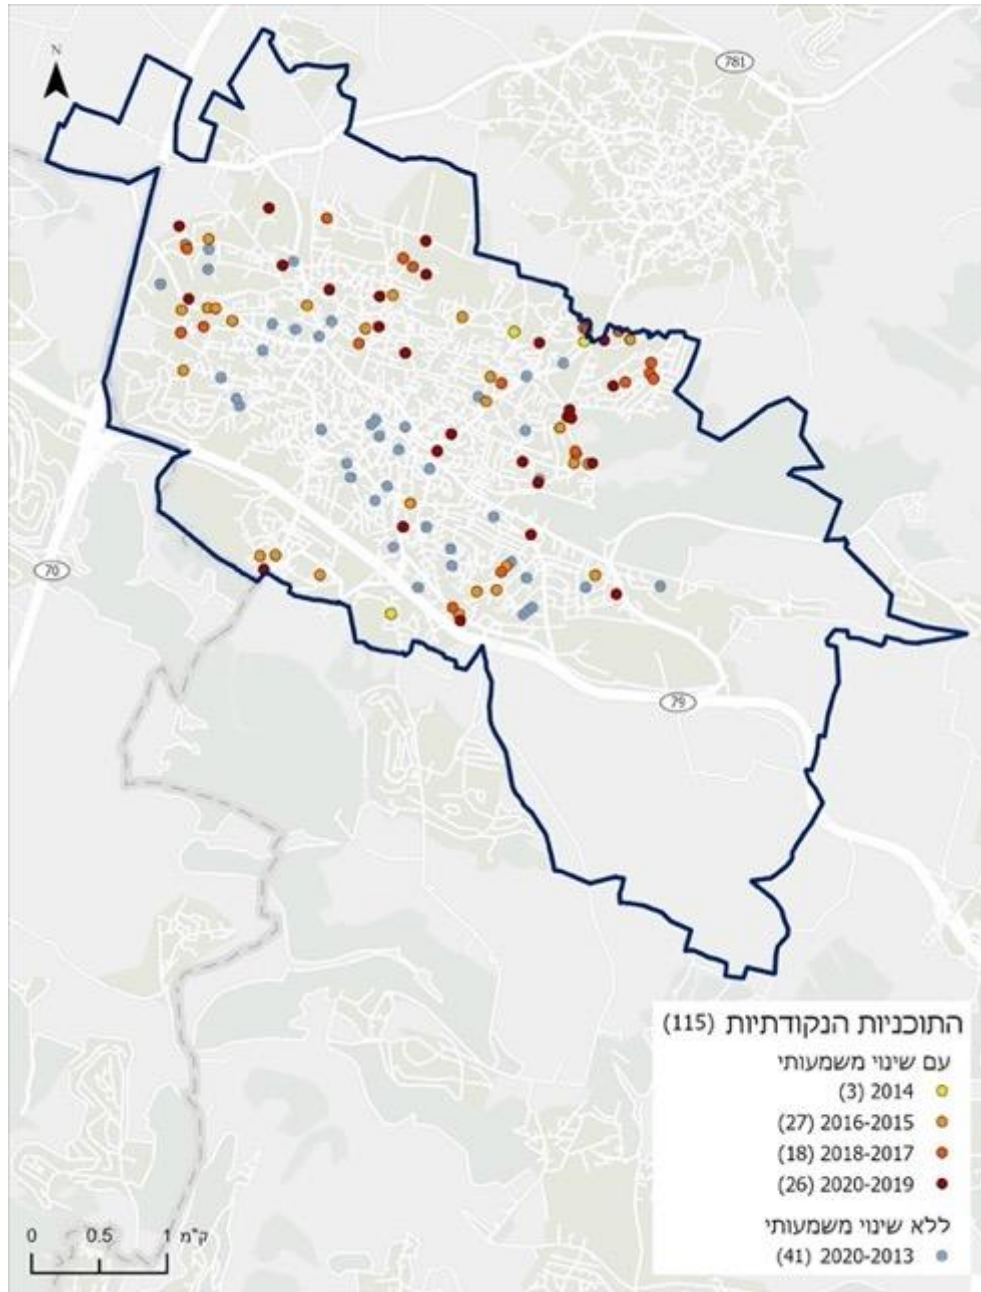 N
781
70
79
התוכניות הנקודתיות (115)
עם שינוי משמעותי
2014 (3)
2016-2015 (27)
2018-2017 (18)
2020-2019 (26)
ללא שינוי משמעותי
2020-2013 (41)
0 0.5 1 ק"מ